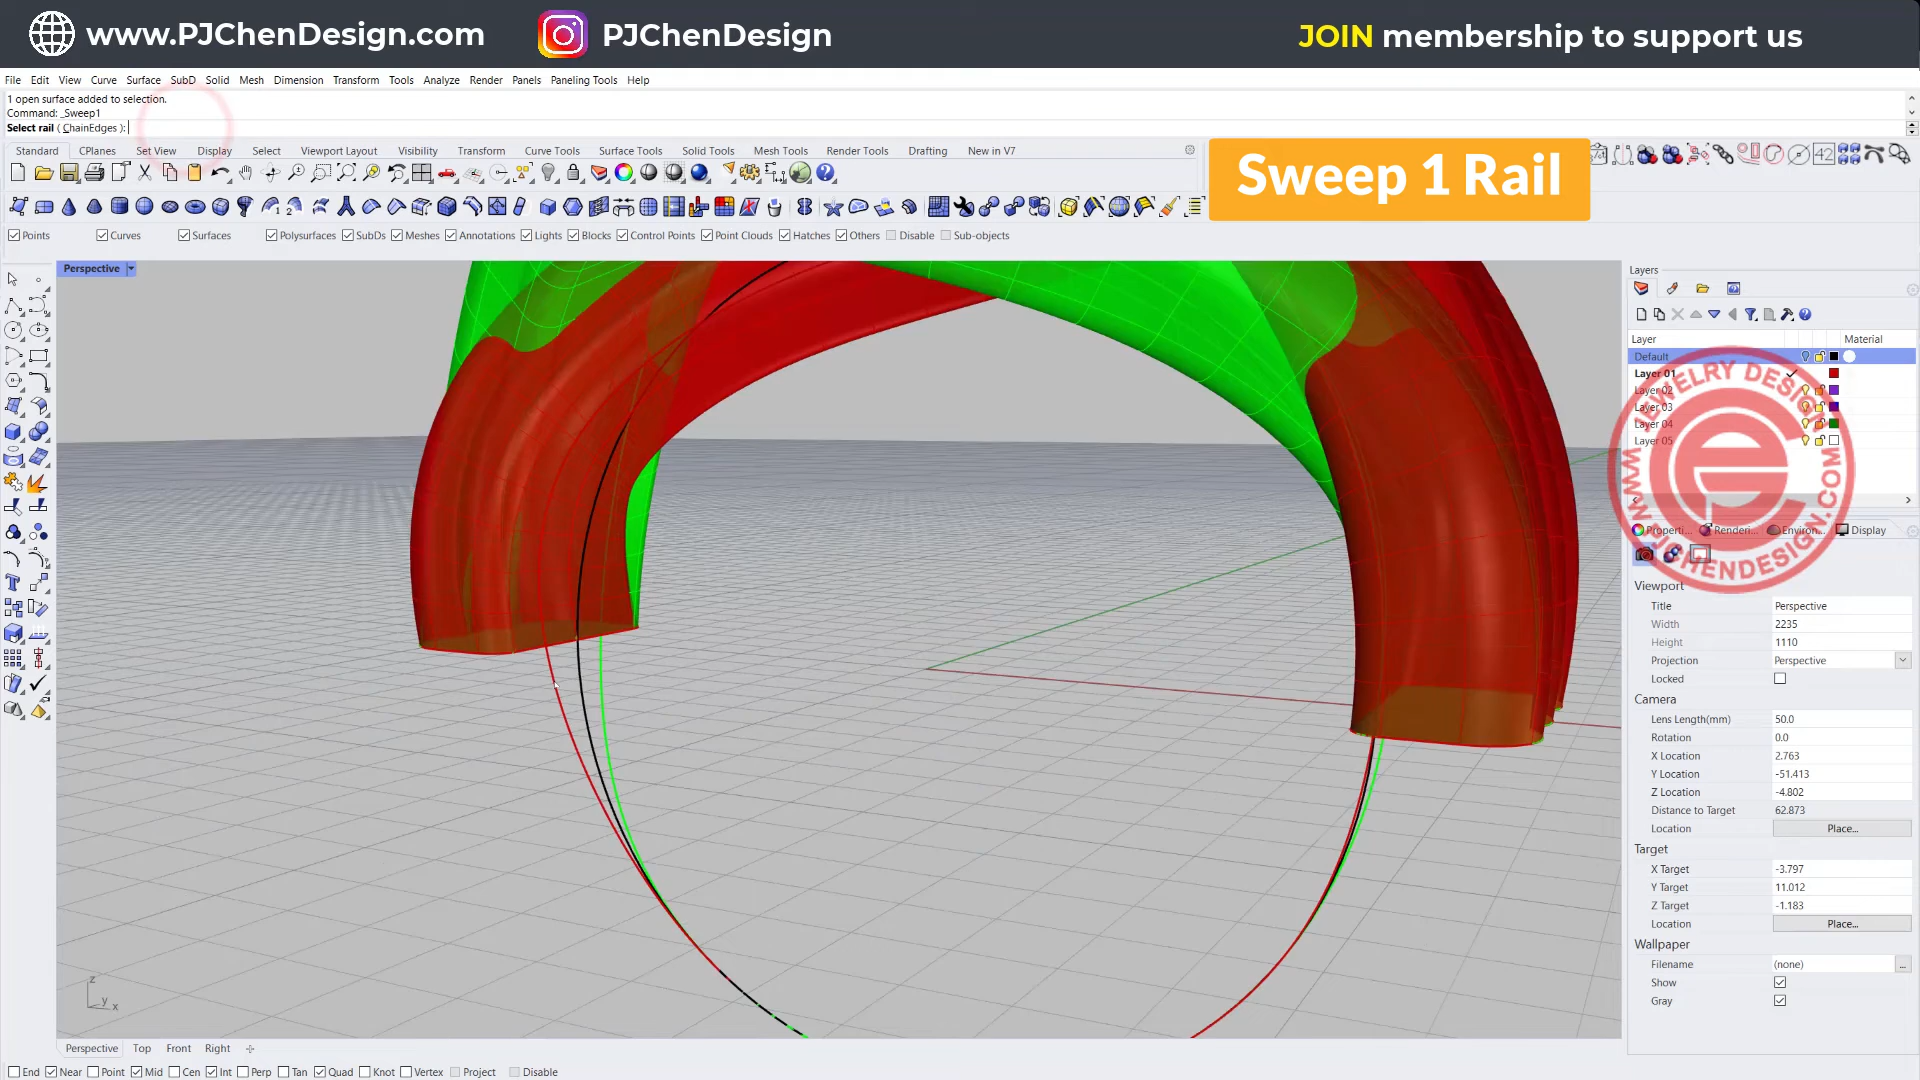 www.PJChenDesign.com PJChenDesign JOIN membership to support us
File Edit View Curve Surface SubD Solid Mesh Dimension Transform Tools Analyze Render Panels Paneling Tools Help
1 open surface added to selection.
Command: _Sweep1
Select rail ( ChainEdges ):
Standard CPlanes Set View Display Select Viewport Layout Visibility Transform Curve Tools Surface Tools Solid Tools Mesh Tools Render Tools Drafting New in V7
Sweep 1 Rail
Points Curves Surfaces Polysurfaces SubDs Meshes Annotations Lights Blocks Control Points Point Clouds Hatches Others Disable Sub-objects
Perspective
Layers
Layer Material
Default
Layer 01
Layer 02
Layer 03
Layer 04
Layer 05
JEWELRY DESIGN
WWW.PJCHENDESIGN.COM
Properti... Renderi... Environ... Display
Viewport
Title Perspective
Width 2235
Height 1110
Projection Perspective
Locked
Camera
Lens Length(mm) 50.0
Rotation 0.0
X Location 2.763
Y Location -51.413
Z Location -4.802
Distance to Target 62.873
Location Place...
Target
X Target -3.797
Y Target 11.012
Z Target -1.183
Location Place...
Wallpaper
Filename (none) ...
Show
Gray
z
y x
Perspective Top Front Right
End Near Point Mid Cen Int Perp Tan Quad Knot Vertex Project Disable